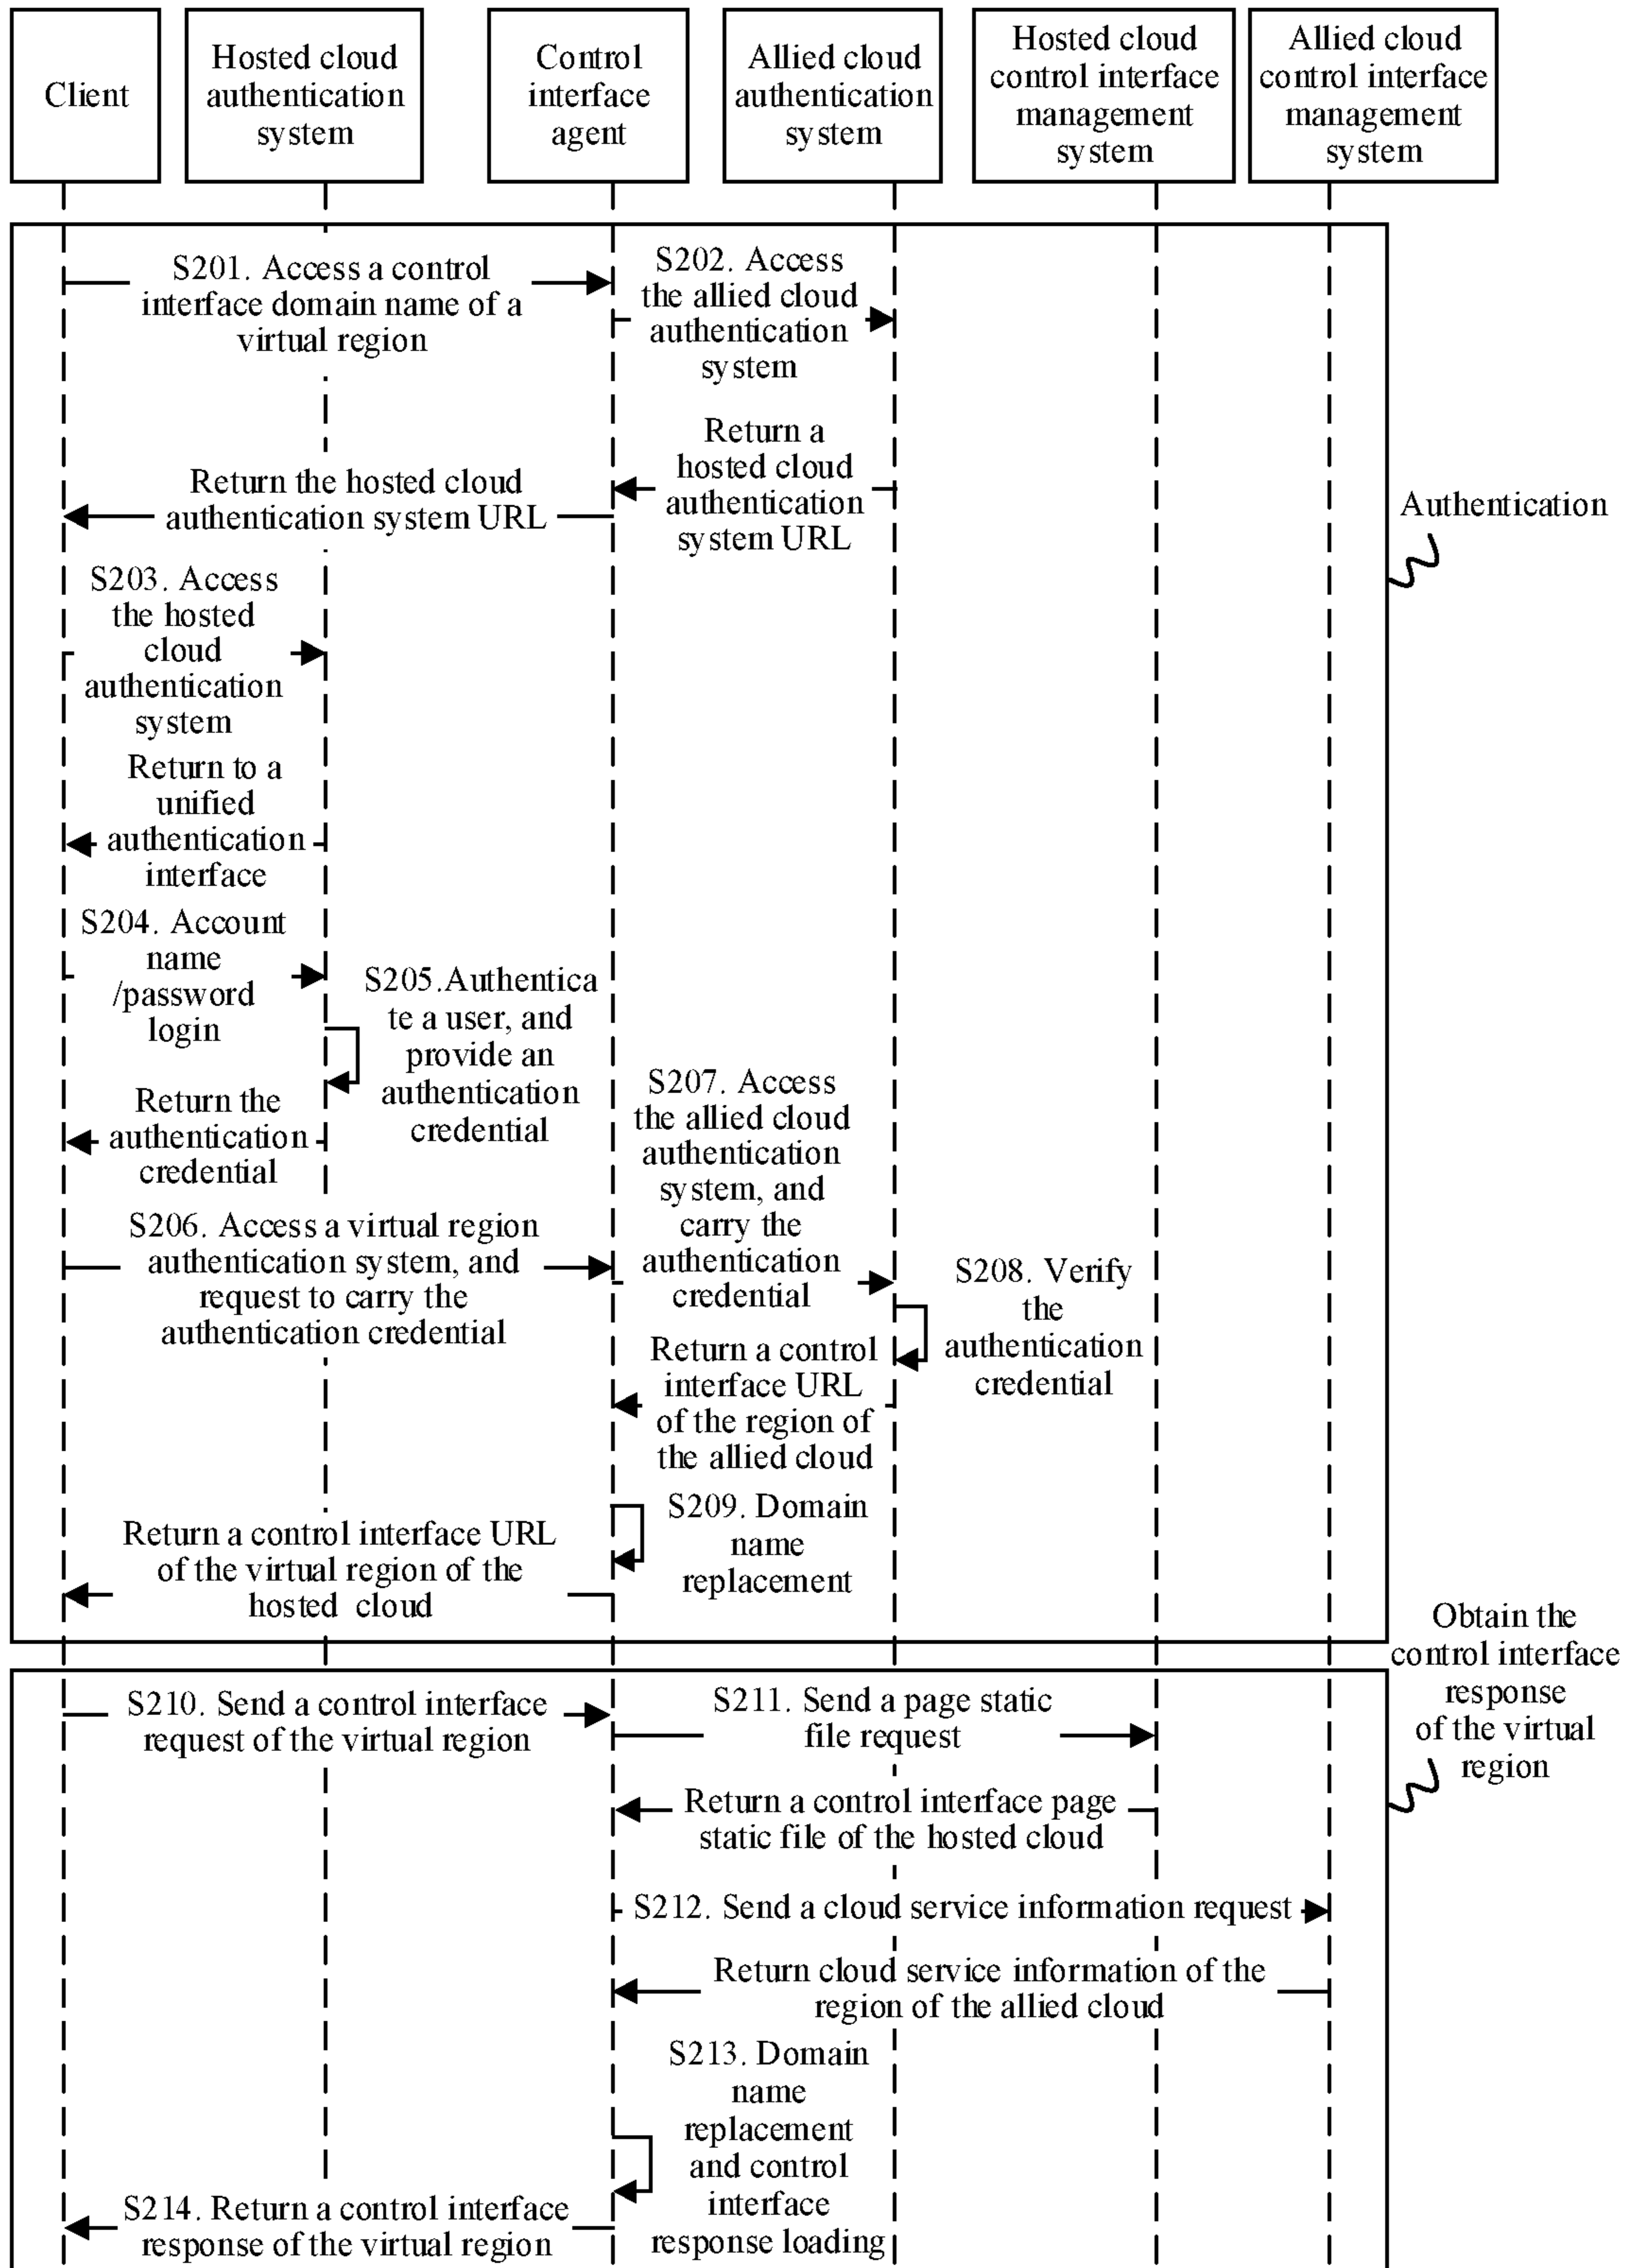 Client
Hosted cloud
authentication
system
Control
interface
agent
Allied cloud
authentication
system
Hosted cloud
control interface
management
system
Allied cloud
control interface
management
system
S201. Access a control
interface domain name of a
virtual region
S202. Access
the allied cloud
authentication
system
Return a
hosted cloud
authentication
system URL
Return the hosted cloud
authentication system URL
Authentication
S203. Access
the hosted
cloud
authentication
system
Return to a
unified
authentication
interface
S204. Account
name
/password
login
S205.Authentica
te a user, and
provide an
authentication
credential
Return the
authentication
credential
S206. Access a virtual region
authentication system, and
request to carry the
authentication credential
S207. Access
the allied cloud
authentication
system, and
carry the
authentication
credential
S208. Verify
the
authentication
credential
Return a control
interface URL
of the region of
the allied cloud
S209. Domain
name
replacement
Return a control interface URL
of the virtual region of the
hosted cloud
Obtain the
control interface
response
of the virtual
region
S210. Send a control interface
request of the virtual region
S211. Send a page static
file request
Return a control interface page
static file of the hosted cloud
S212. Send a cloud service information request
Return cloud service information of the
region of the allied cloud
S213. Domain
name
replacement
and control
interface
response loading
S214. Return a control interface
response of the virtual region